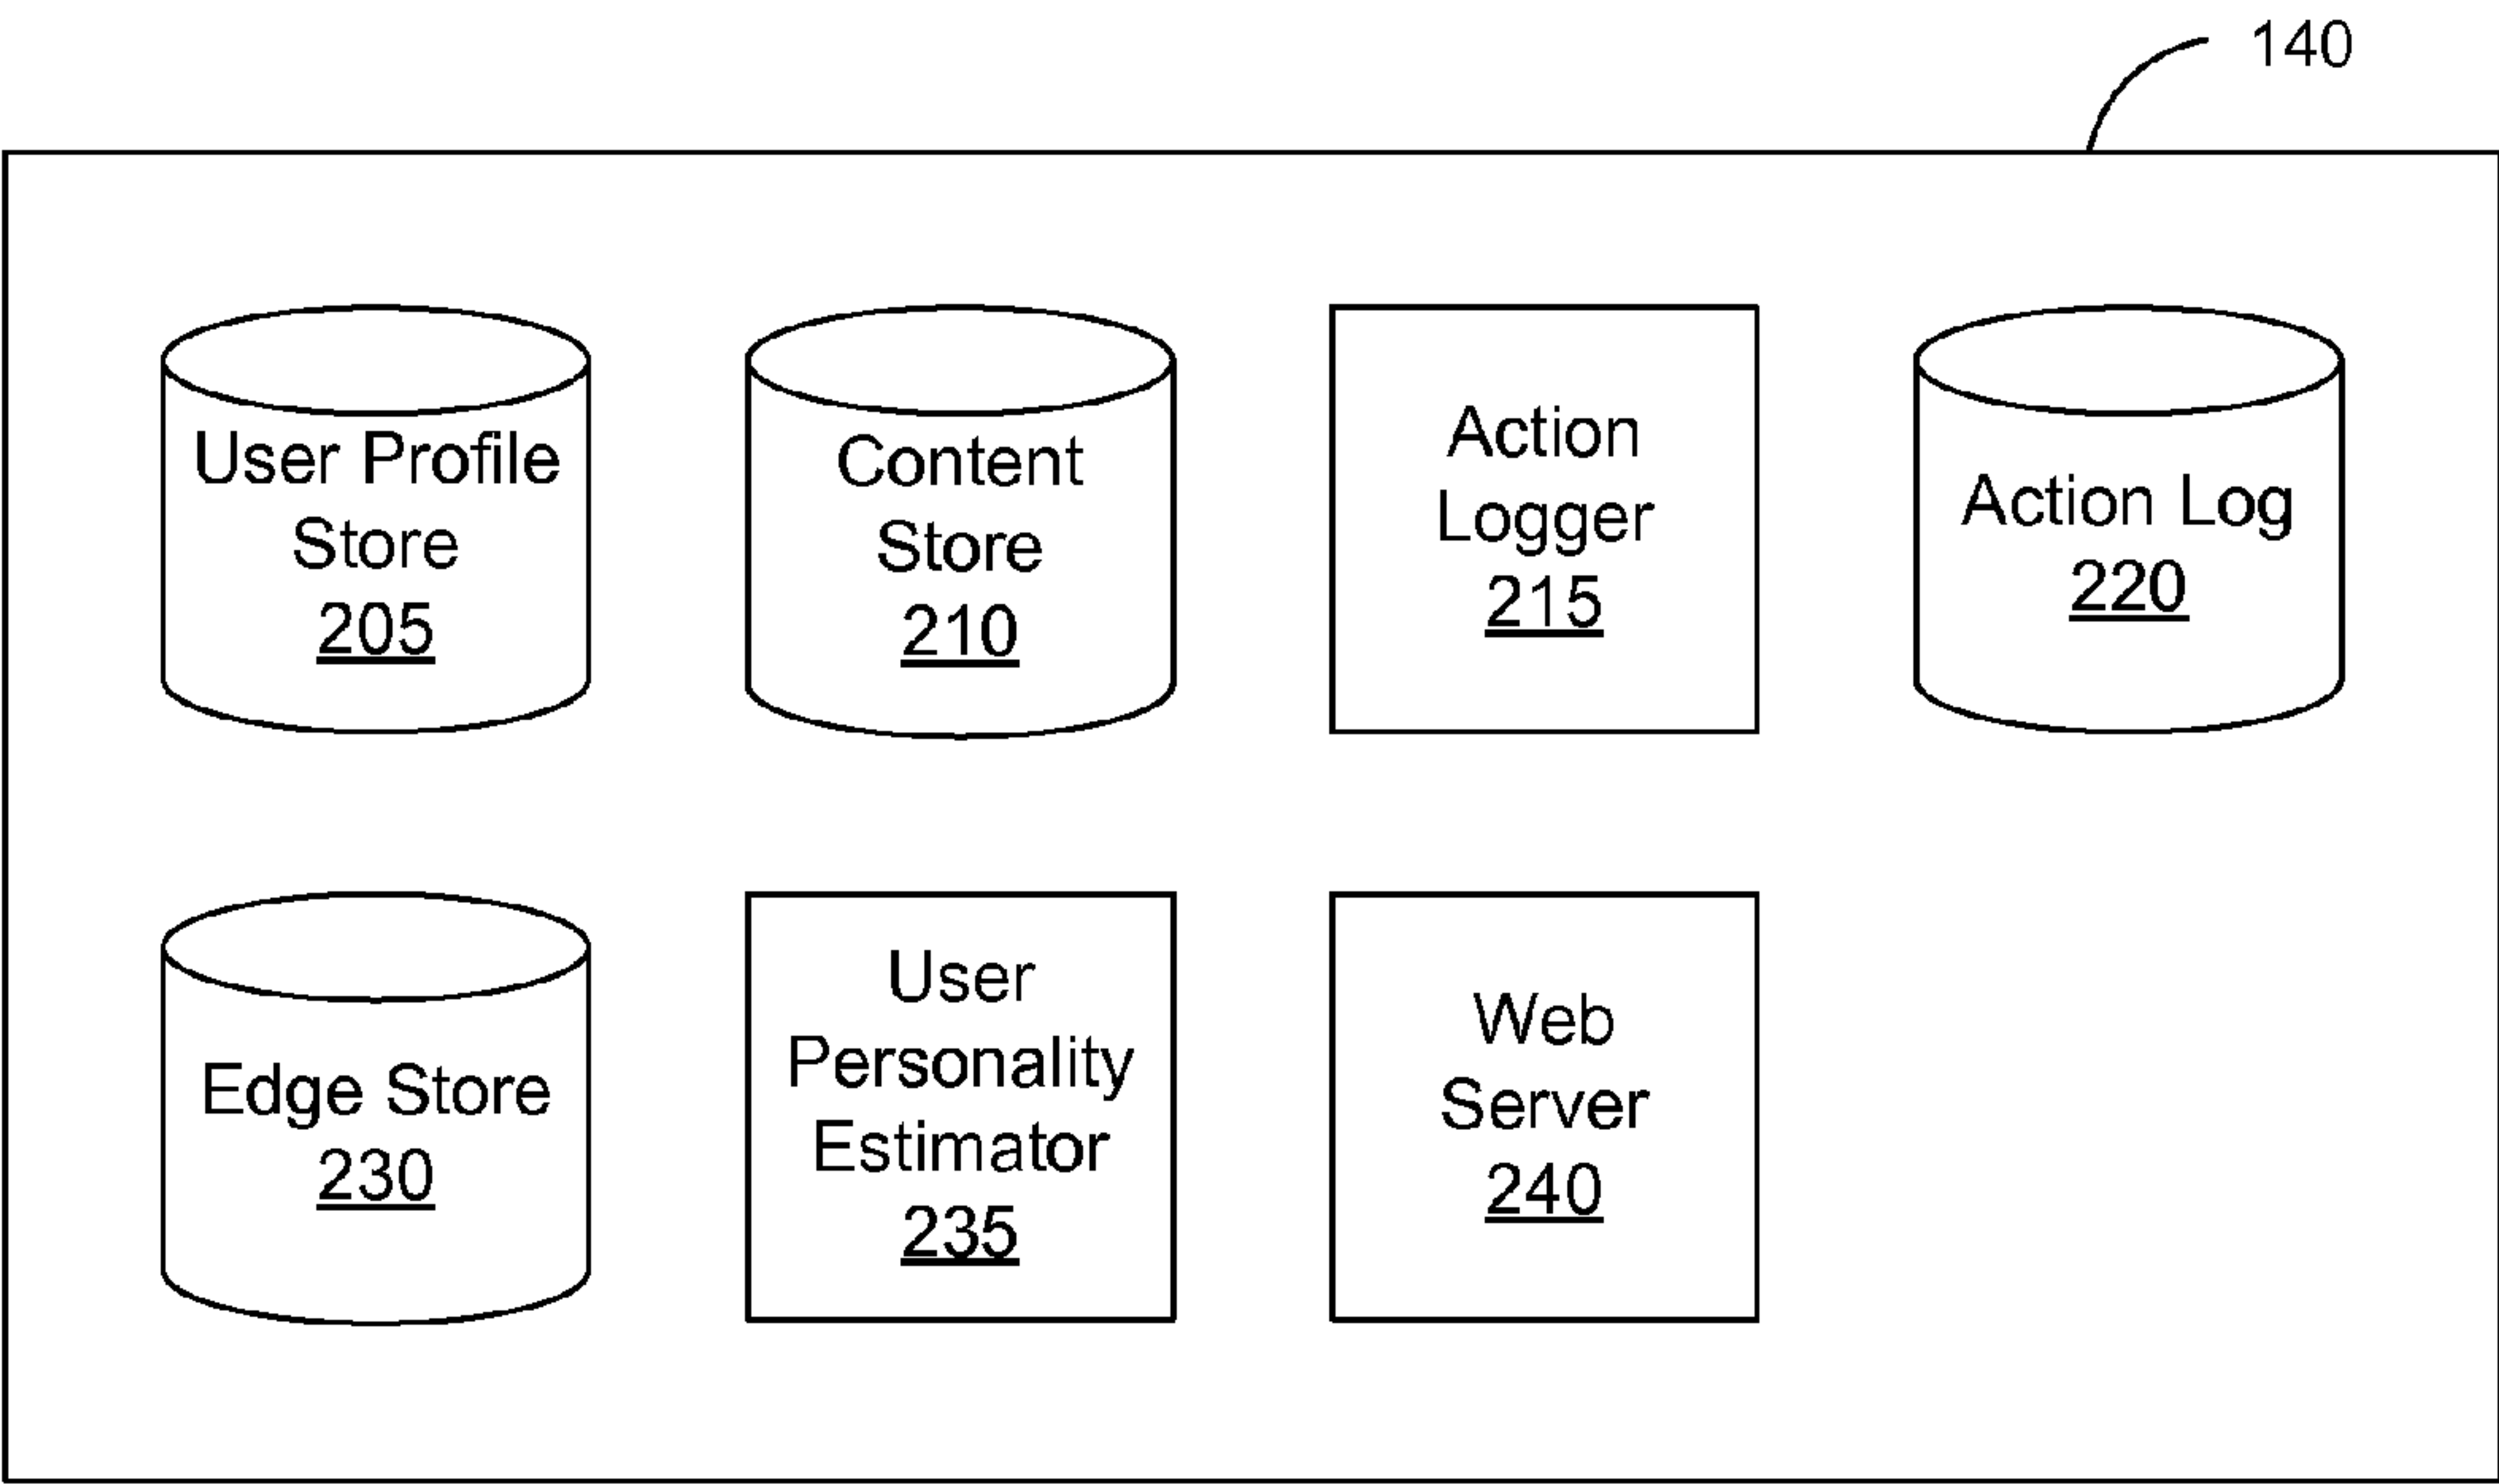 140
User Profile
Store
205
Content
Store
210
Action
Logger
215
Action Log
220
Edge Store
230
User
Personality
Estimator
235
Web
Server
240